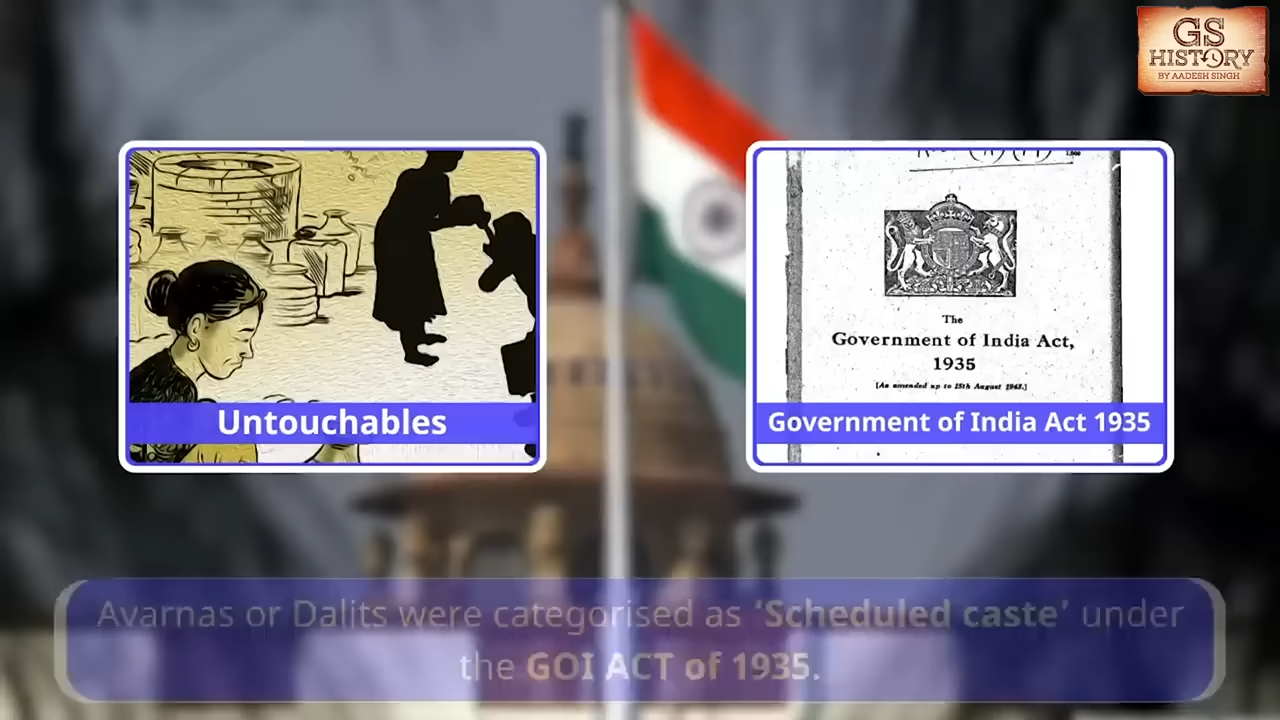 GS
HISTORY
BY AADESH SINGH
Untouchables
The
Government of India Act,
1935
[As amended up to 15th August 1943.]
Government of India Act 1935
Avarnas or Dalits were categorised as ‘Scheduled caste’ under
the GOI ACT of 1935.